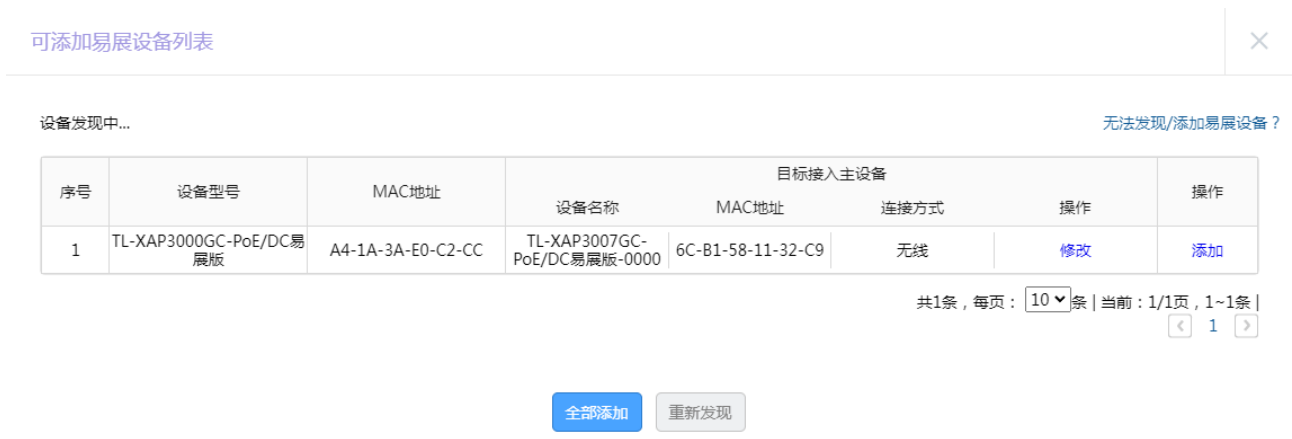 可添加易展设备列表
设备发现中...
无法发现/添加易展设备？
序号 设备型号 MAC地址 目标接入主设备 操作
设备名称 MAC地址 连接方式 操作
1 TL-XAP3000GC-PoE/DC易展版 A4-1A-3A-E0-C2-CC TL-XAP3007GC-PoE/DC易展版-0000 6C-B1-58-11-32-C9 无线 修改 添加
共1条，每页： 10 条 | 当前：1/1页，1~1条 |
< 1 >
全部添加 重新发现